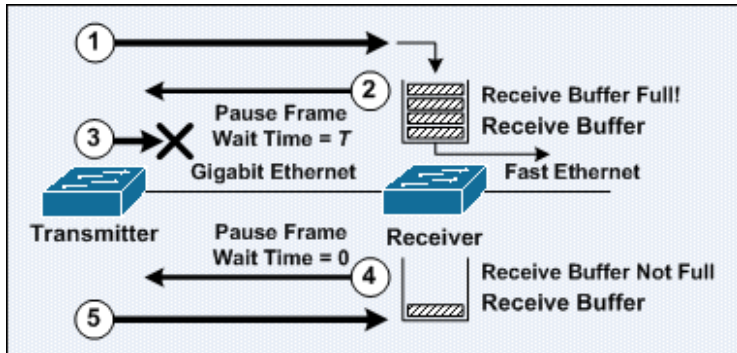 1
2
Pause Frame
Wait Time = T
Receive Buffer Full!
Receive Buffer
3
Gigabit Ethernet
Fast Ethernet
Transmitter
Receiver
Pause Frame
Wait Time = 0
4
Receive Buffer Not Full
Receive Buffer
5